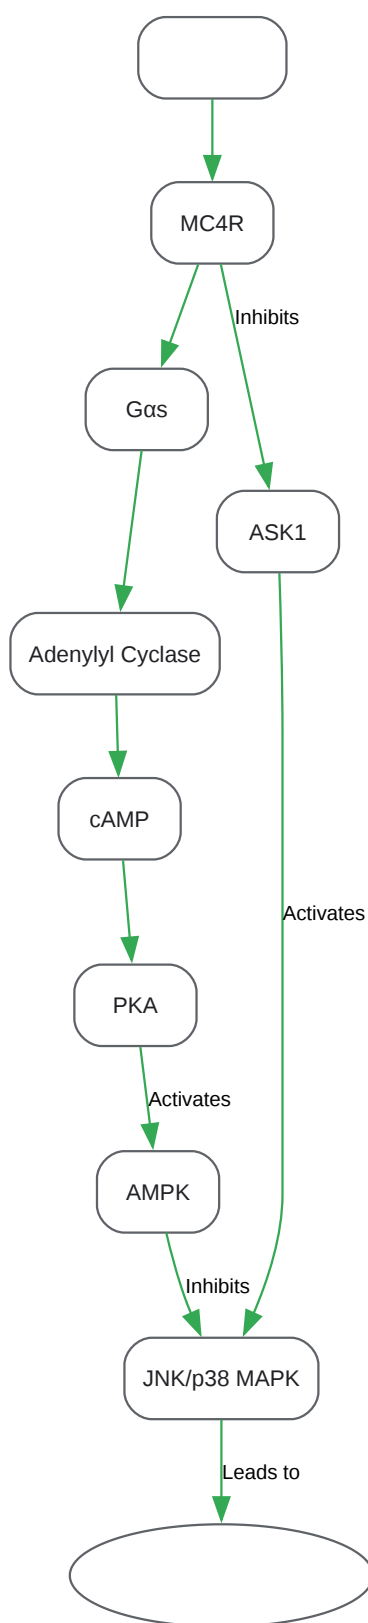 MC4R
Inhibits
Gαs
ASK1
Adenylyl Cyclase
cAMP
Activates
PKA
Activates
AMPK
Inhibits
JNK/p38 MAPK
Leads to